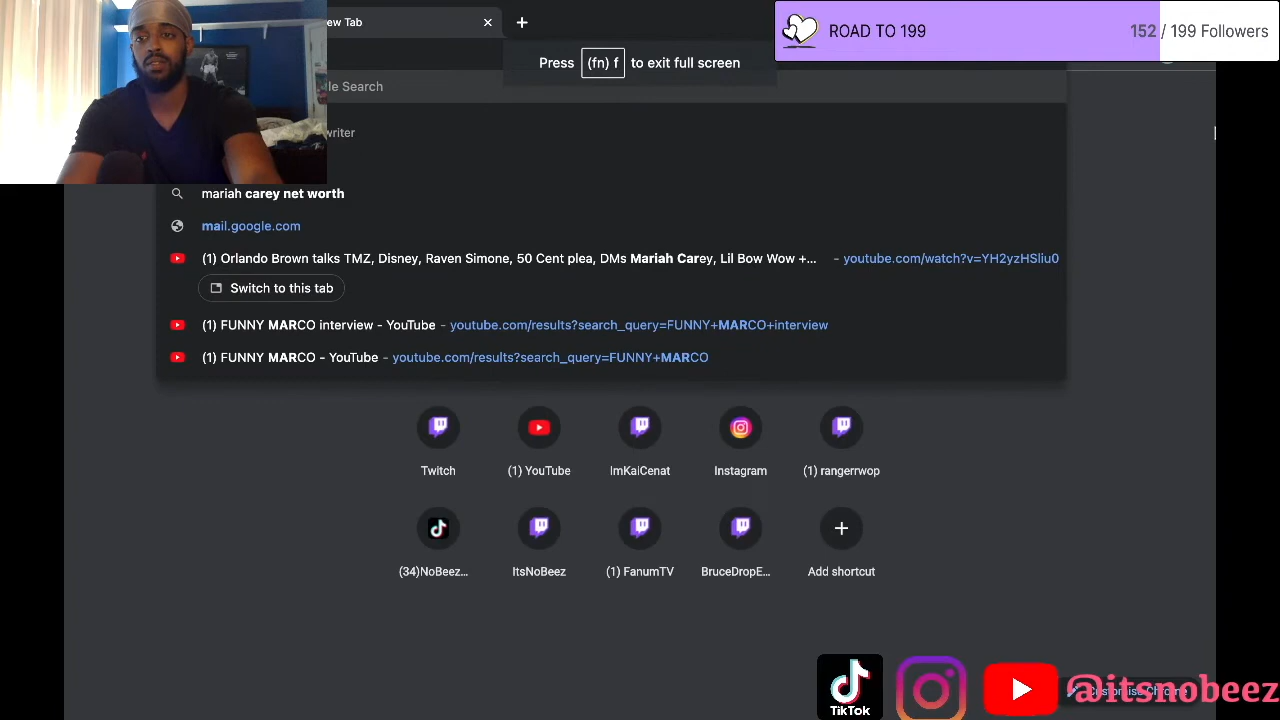 ew Tab
ROAD TO 199
152 / 199 Followers
Press (fn) f to exit full screen
le Search
writer
mariah carey net worth
mail.google.com
(1) Orlando Brown talks TMZ, Disney, Raven Simone, 50 Cent plea, DMs Mariah Carey, Lil Bow Wow +... - youtube.com/watch?v=YH2yzHSliu0
Switch to this tab
(1) FUNNY MARCO interview - YouTube - youtube.com/results?search_query=FUNNY+MARCO+interview
(1) FUNNY MARCO - YouTube - youtube.com/results?search_query=FUNNY+MARCO
Twitch
(1) YouTube
ImKaiCenat
Instagram
(1) rangerrwop
(34)NoBeez...
ItsNoBeez
(1) FanumTV
BruceDropE...
Add shortcut
TikTok
@itsnobeez
Customise Chrome